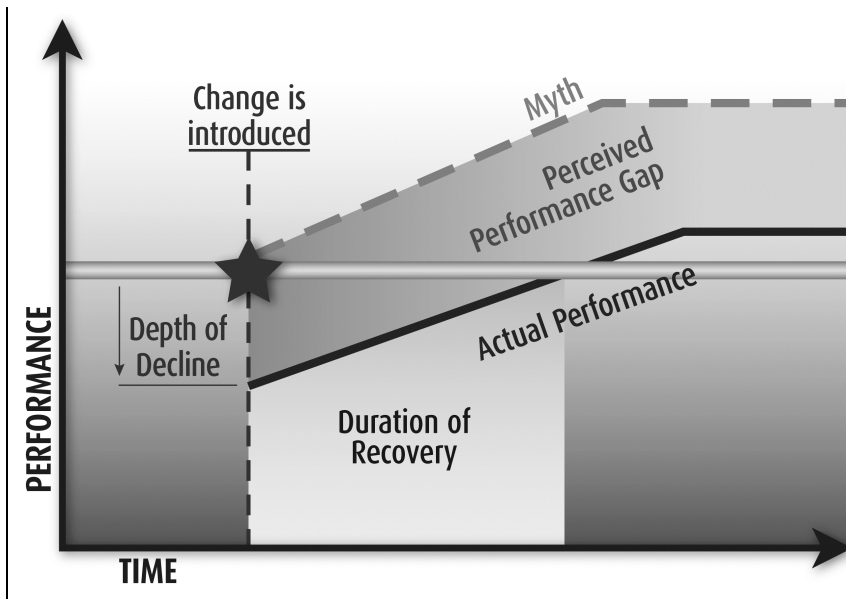 Change is
introduced
Myth
Perceived
Performance Gap
Depth of
Decline
Actual Performance
Duration of
Recovery
PERFORMANCE
TIME